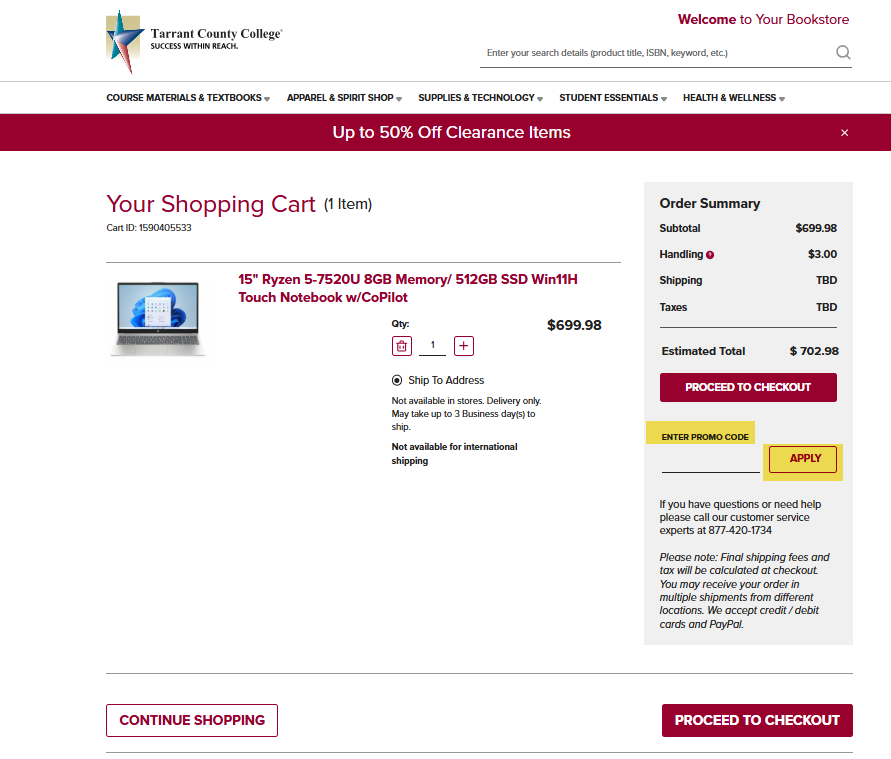 Welcome to Your Bookstore
Tarrant County College®
SUCCESS WITHIN REACH.
Enter your search details (product title, ISBN, keyword, etc.)
COURSE MATERIALS & TEXTBOOKS APPAREL & SPIRIT SHOP SUPPLIES & TECHNOLOGY STUDENT ESSENTIALS HEALTH & WELLNESS
Up to 50% Off Clearance Items ×
Your Shopping Cart (1 Item)
Cart ID: 1590405533
15" Ryzen 5-7520U 8GB Memory/ 512GB SSD Win11H
Touch Notebook w/CoPilot
Qty:
$699.98
1 +
Ship To Address
Not available in stores. Delivery only.
May take up to 3 Business day(s) to
ship.
Not available for international
shipping
Order Summary
Subtotal $699.98
Handling ? $3.00
Shipping TBD
Taxes TBD
Estimated Total $ 702.98
PROCEED TO CHECKOUT
ENTER PROMO CODE
APPLY
If you have questions or need help
please call our customer service
experts at 877-420-1734
Please note: Final shipping fees and
tax will be calculated at checkout.
You may receive your order in
multiple shipments from different
locations. We accept credit / debit
cards and PayPal.
CONTINUE SHOPPING
PROCEED TO CHECKOUT